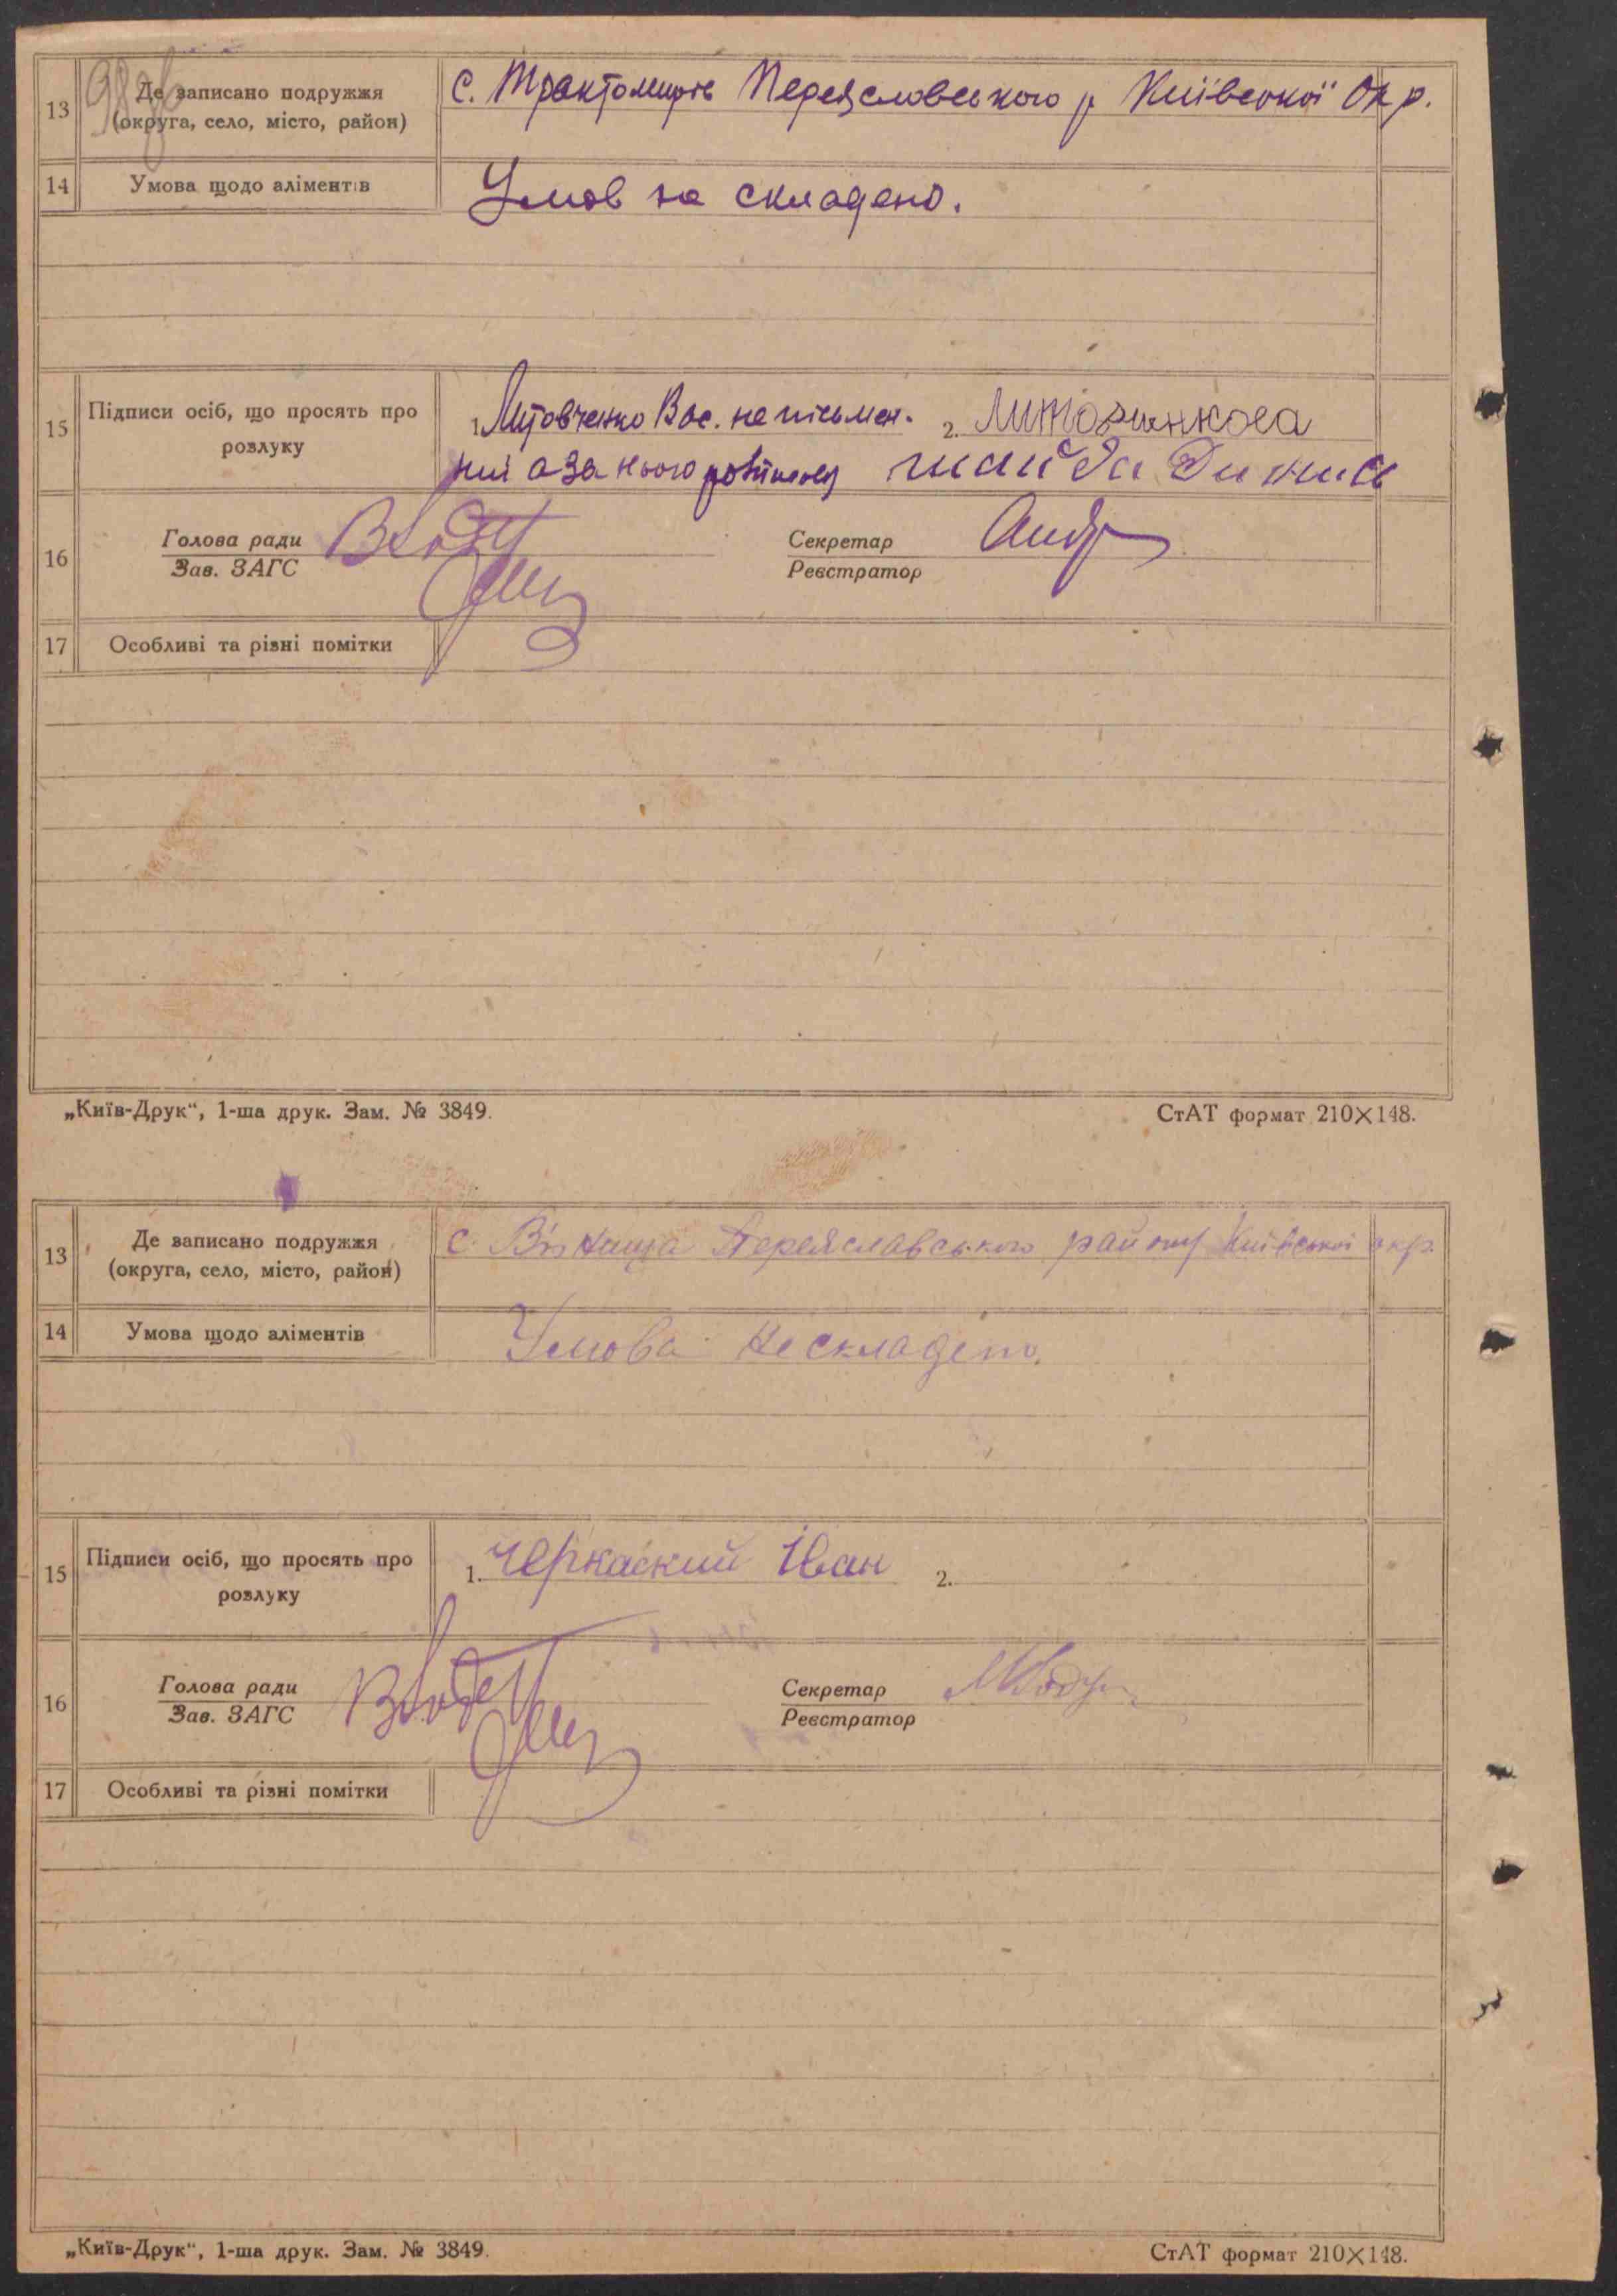 98зв
13 Де записано подружжя (округа, село, місто, район) с. Трактомирів Переяславського р Київської Окр.
14 Умова щодо аліментів Умов не складено.
15 Підписи осіб, що просять про розлуку 1. Литовченко Вас. неписьмен- 2. Литовченкова
ний а за нього
16 Голова ради Секретар
Зав. ЗАГС Реєстратор
17 Особливі та різні помітки
„Київ-Друк“, 1-ша друк. Зам. № 3849. СтАТ формат 210×148.
13 Де записано подружжя (округа, село, місто, район) с. Переяславського району Київської окр.
14 Умова щодо аліментів Умова не складено.
15 Підписи осіб, що просять про розлуку 1. Черкаский Іван 2.
16 Голова ради Секретар
Зав. ЗАГС Реєстратор
17 Особливі та різні помітки
„Київ-Друк“, 1-ша друк. Зам. № 3849. СтАТ формат 210×148.